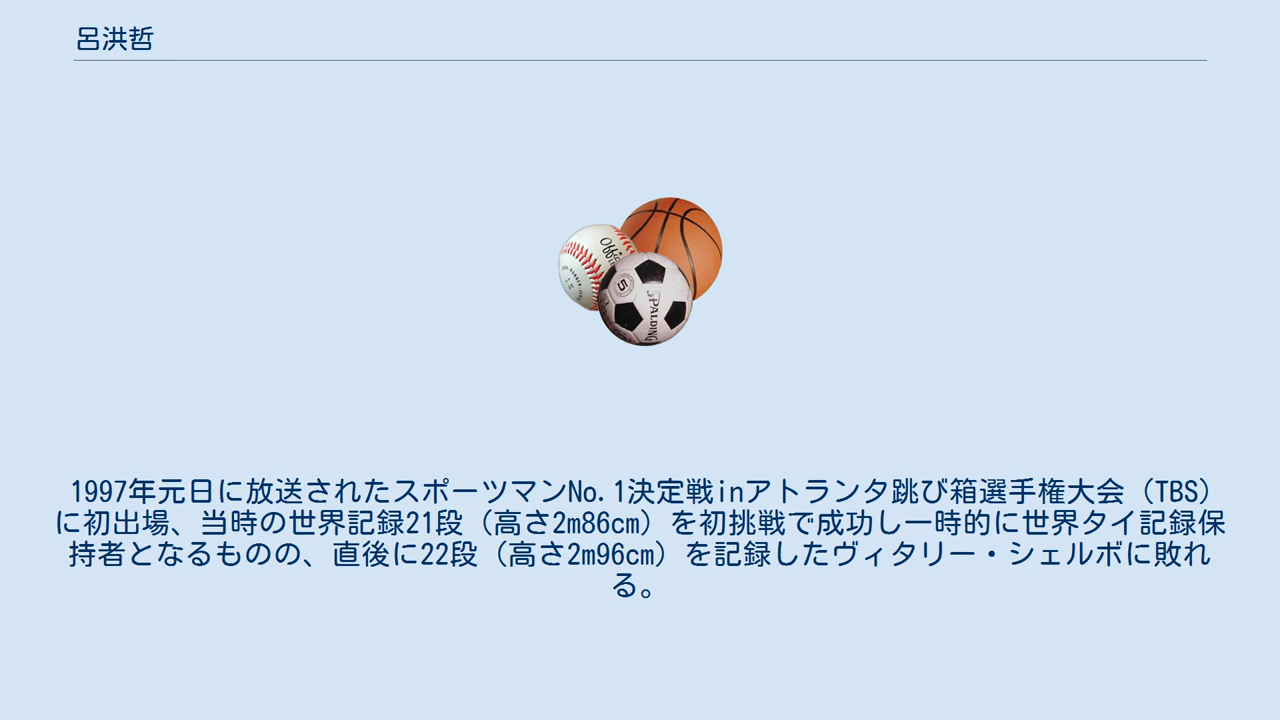 呂洪哲
Offici
5
SPALDING
1997年元日に放送されたスポーツマンNo.1決定戦inアトランタ跳び箱選手権大会（TBS）
に初出場、当時の世界記録21段（高さ2m86cm）を初挑戦で成功し一時的に世界タイ記録保
持者となるものの、直後に22段（高さ2m96cm）を記録したヴィタリー・シェルボに敗れ
る。